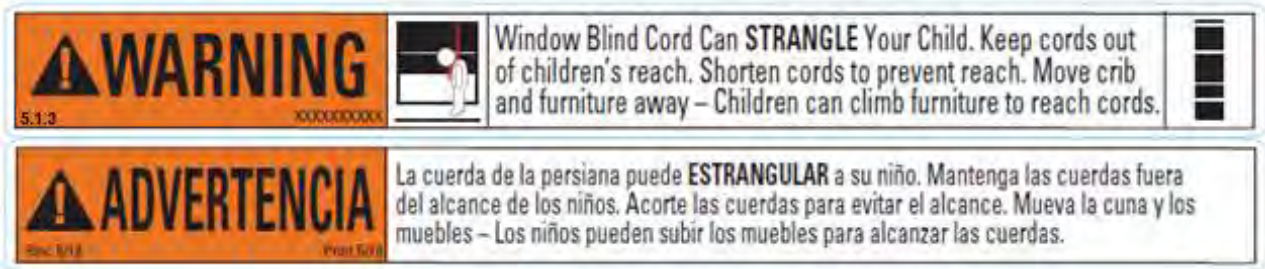 WARNING
5.1.3
XXXXXXXXXX
Window Blind Cord Can STRANGLE Your Child. Keep cords out
of children's reach. Shorten cords to prevent reach. Move crib
and furniture away – Children can climb furniture to reach cords.
ADVERTENCIA
La cuerda de la persiana puede ESTRANGULAR a su niño. Mantenga las cuerdas fuera
del alcance de los niños. Acorte las cuerdas para evitar el alcance. Mueva la cuna y los
muebles – Los niños pueden subir los muebles para alcanzar las cuerdas.